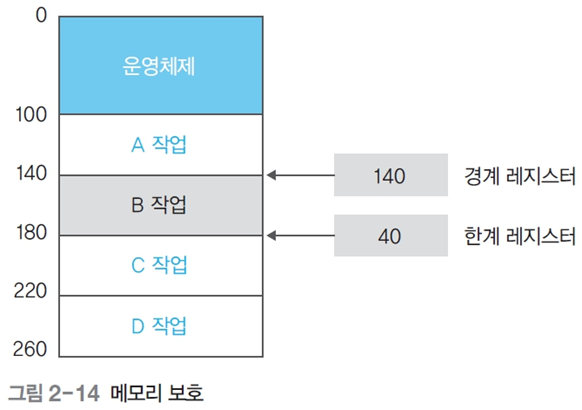 0
운영체제
100
A 작업
140
140 경계 레지스터
B 작업
180
40 한계 레지스터
C 작업
220
D 작업
260
그림 2-14 메모리 보호